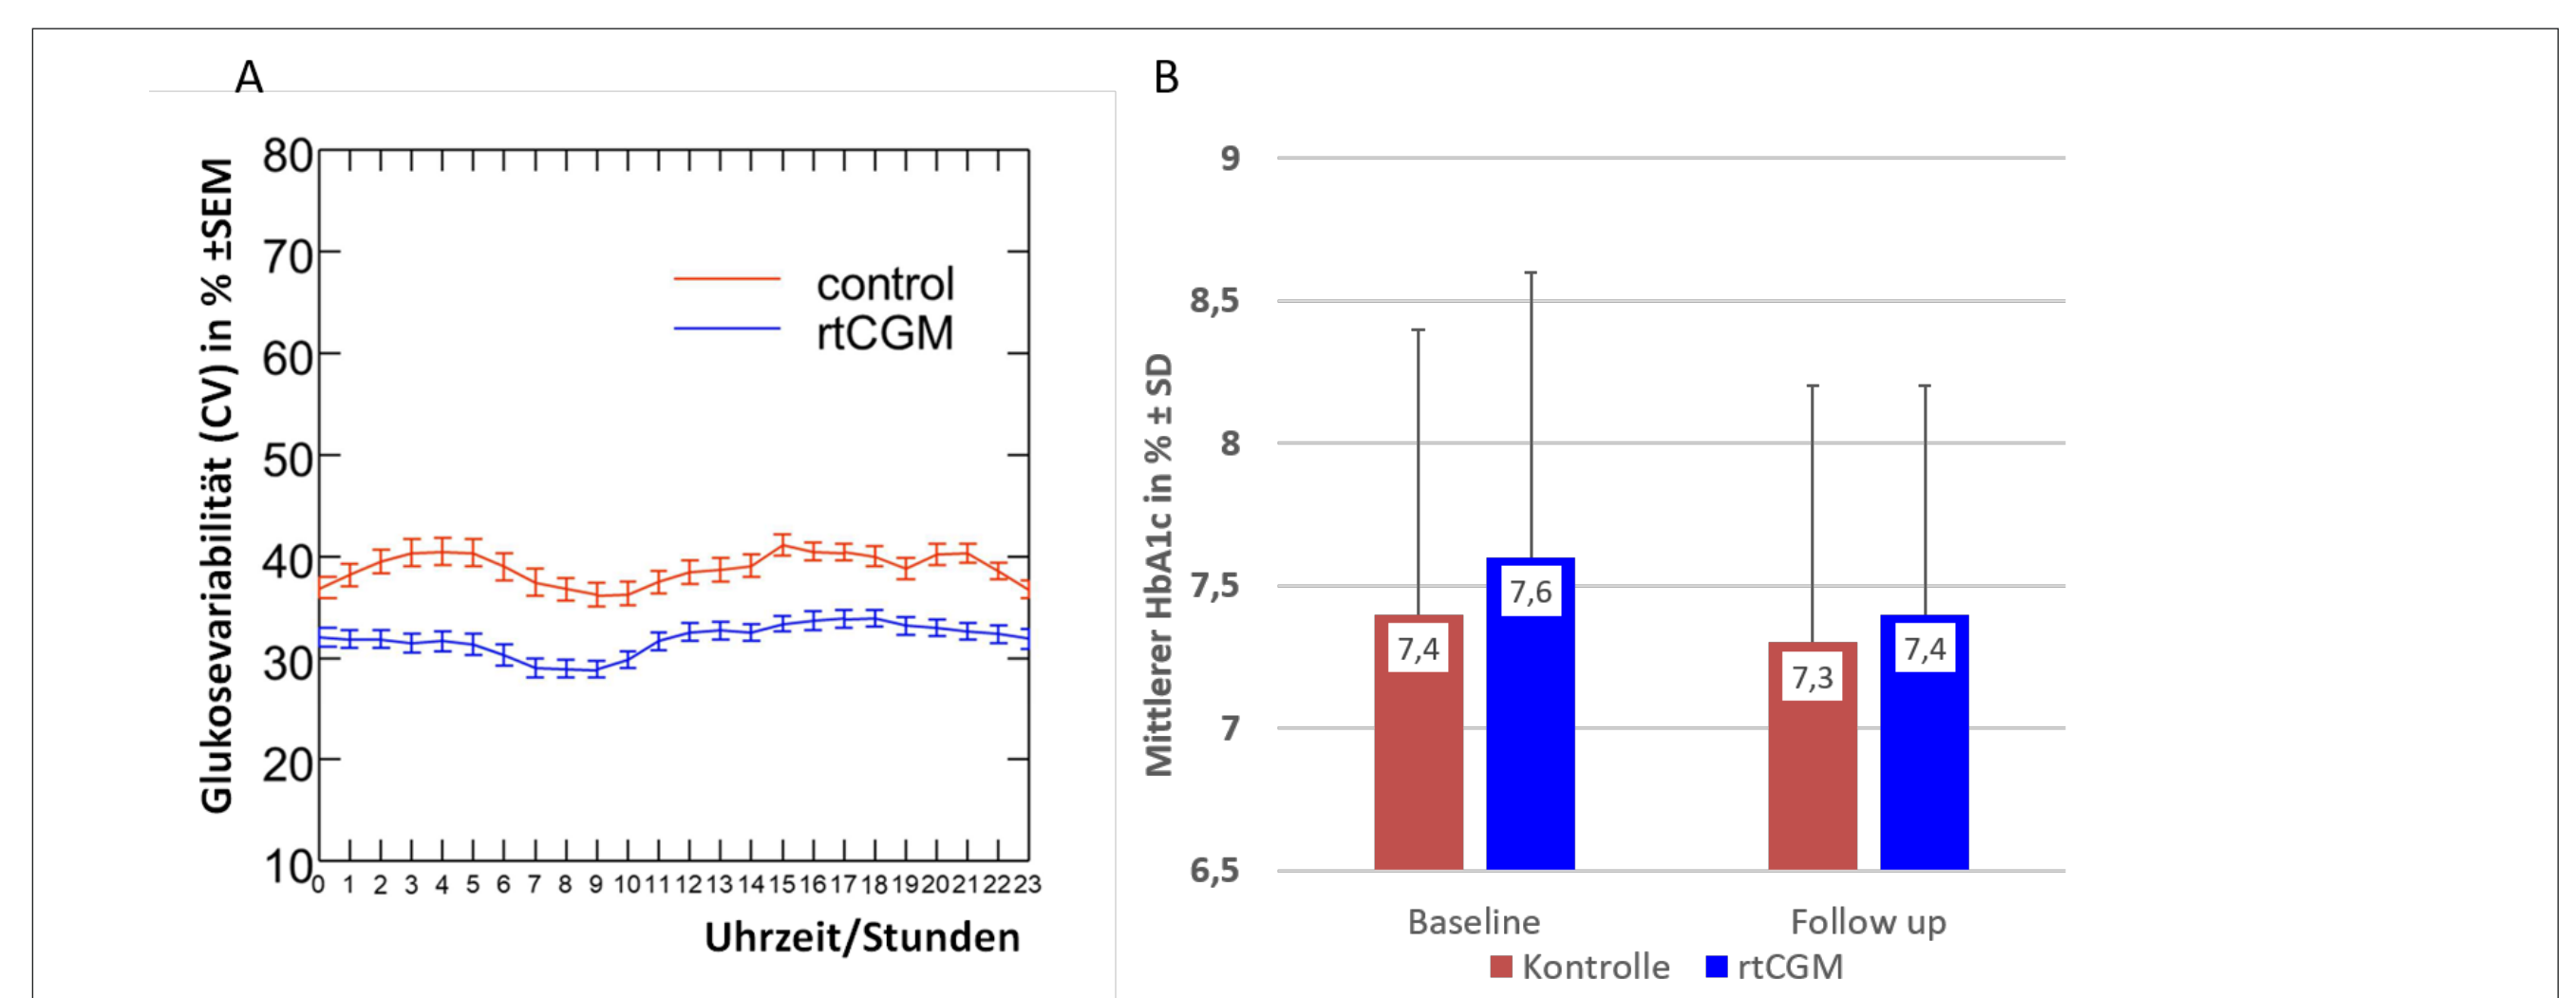 A
Glukosevariabilität (CV) in % ±SEM
80
70
60
50
40
30
20
10
control
rtCGM
0 1 2 3 4 5 6 7 8 9 10 11 12 13 14 15 16 17 18 19 20 21 22 23
Uhrzeit/Stunden
B
Mittlerer HbA1c in % ± SD
9
8,5
8
7,5
7
6,5
7,4
7,6
7,3
7,4
Baseline
Follow up
Kontrolle
rtCGM